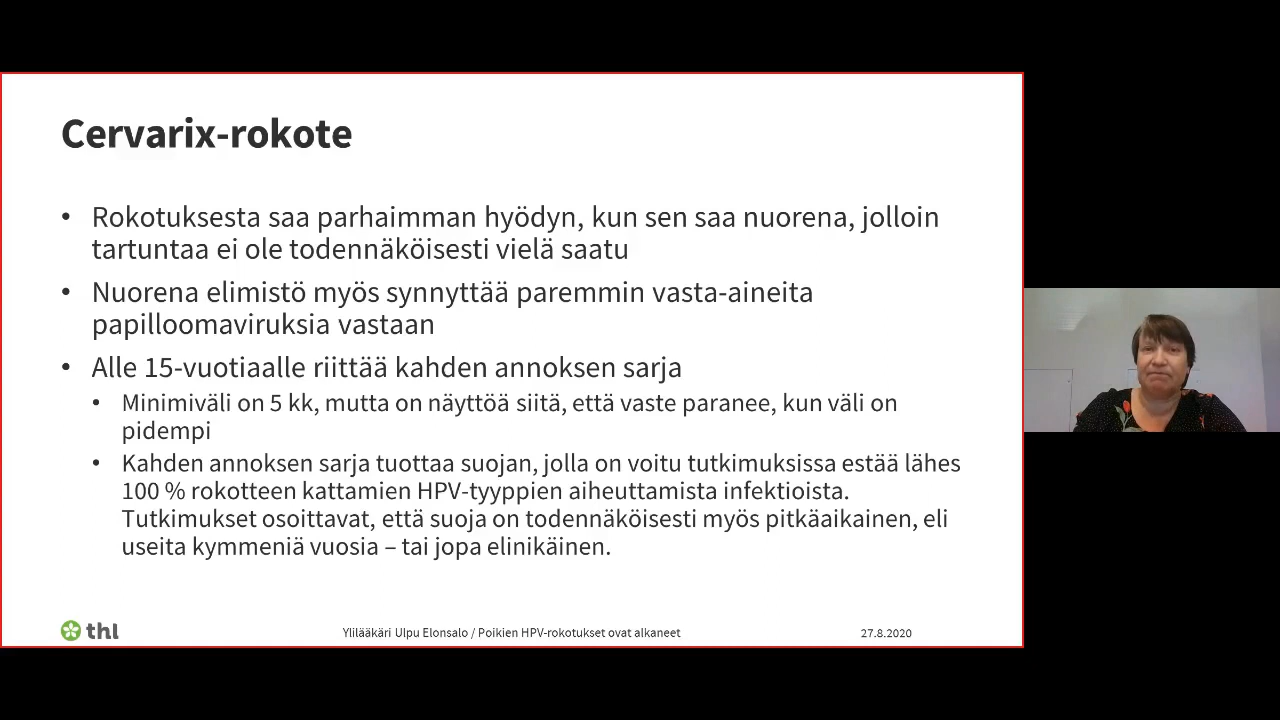 Cervarix-rokote
• Rokotuksesta saa parhaimman hyödyn, kun sen saa nuorena, jolloin
tartuntaa ei ole todennäköisesti vielä saatu
• Nuorena elimistö myös synnyttää paremmin vasta-aineita
papilloomaviruksia vastaan
• Alle 15-vuotiaalle riittää kahden annoksen sarja
• Minimiväli on 5 kk, mutta on näyttöä siitä, että vaste paranee, kun väli on
pidempi
• Kahden annoksen sarja tuottaa suojan, jolla on voitu tutkimuksissa estää lähes
100 % rokotteen kattamien HPV-tyyppien aiheuttamista infektioista.
Tutkimukset osoittavat, että suoja on todennäköisesti myös pitkäaikainen, eli
useita kymmeniä vuosia – tai jopa elinikäinen.
thl
Ylilääkäri Ulpu Elonsalo / Poikien HPV-rokotukset ovat alkaneet
27.8.2020